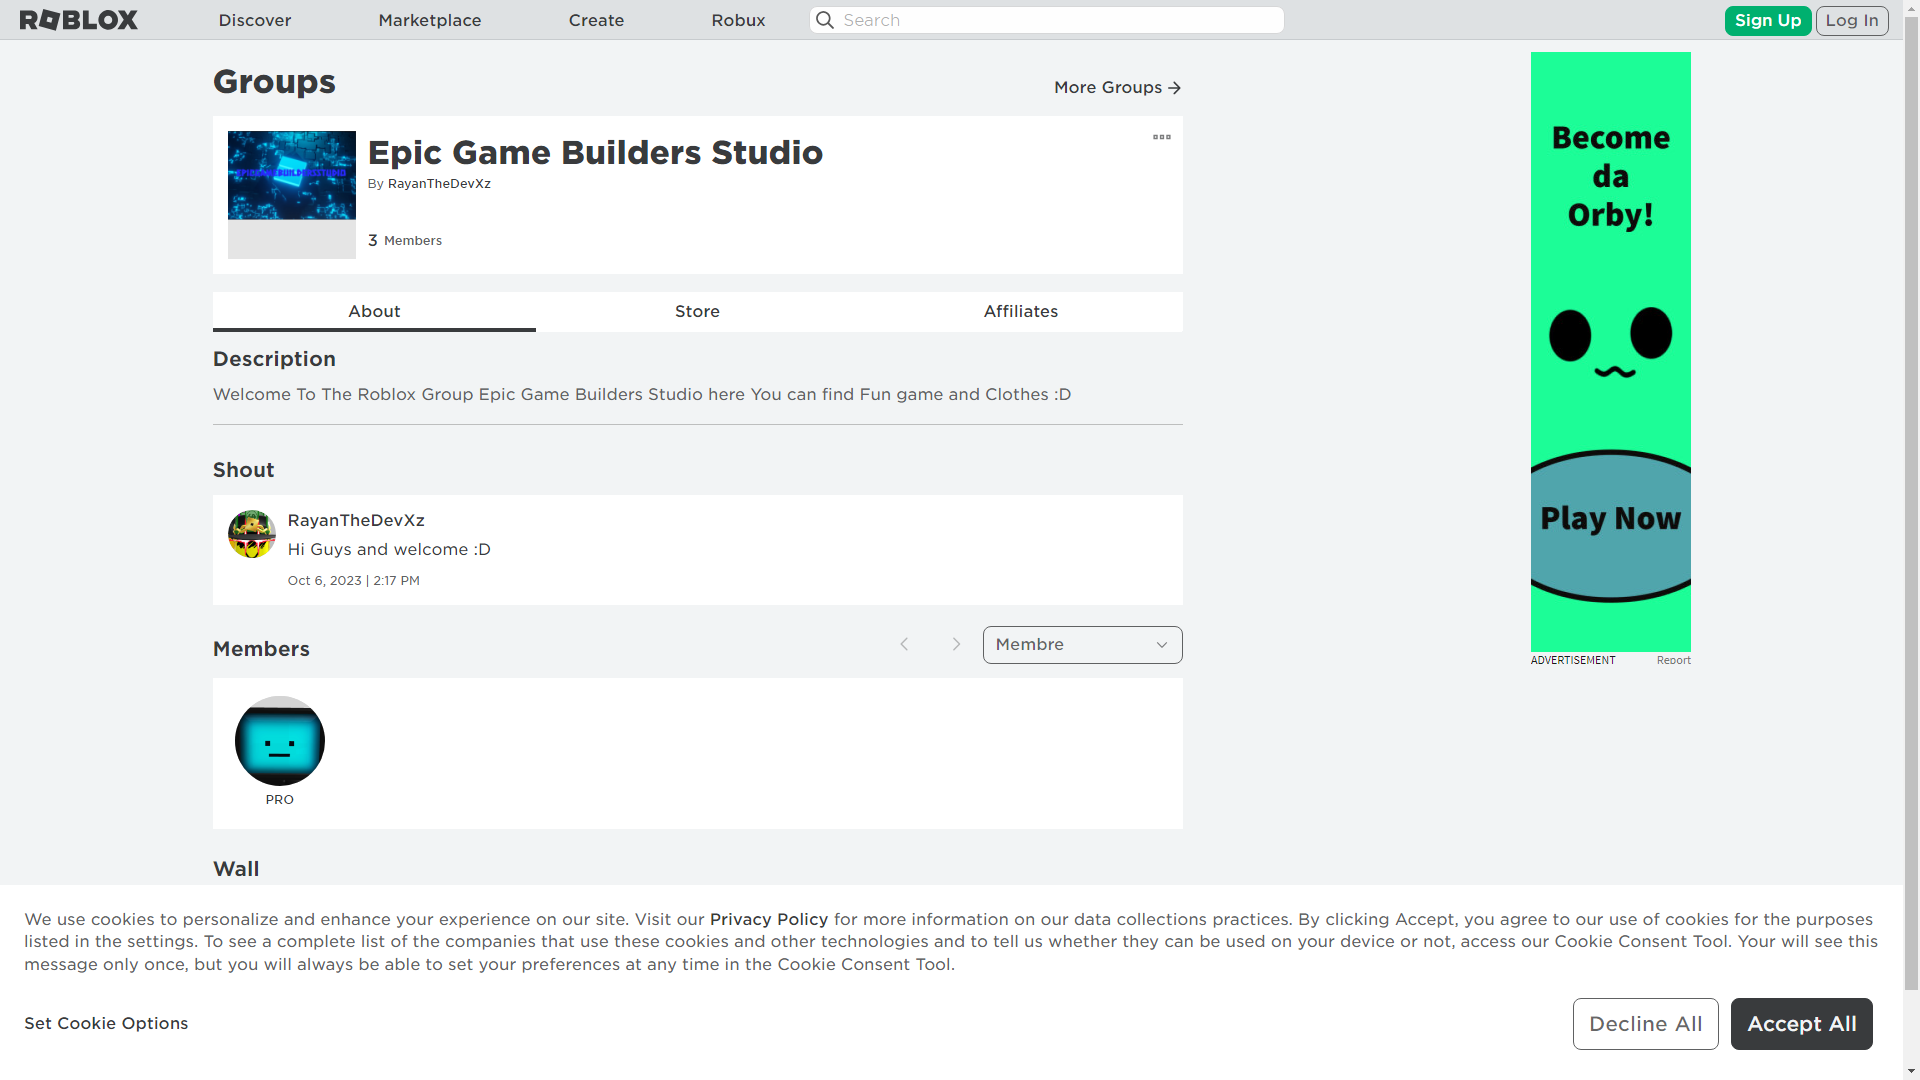 ROBLOX
Discover
Marketplace
Create
Robux
Search
Sign Up
Log In
Groups
More Groups
EPICGAMEBUILDERSSTUDIO
Epic Game Builders Studio
By RayanTheDevXz
3 Members
About
Store
Affiliates
Description
Welcome To The Roblox Group Epic Game Builders Studio here You can find Fun game and Clothes :D
Shout
RayanTheDevXz
Hi Guys and welcome :D
Oct 6, 2023 | 2:17 PM
Members
Membre
PRO
Wall
Become
da
Orby!
Play Now
ADVERTISEMENT
Report
We use cookies to personalize and enhance your experience on our site. Visit our Privacy Policy for more information on our data collections practices. By clicking Accept, you agree to our use of cookies for the purposes
listed in the settings. To see a complete list of the companies that use these cookies and other technologies and to tell us whether they can be used on your device or not, access our Cookie Consent Tool. Your will see this
message only once, but you will always be able to set your preferences at any time in the Cookie Consent Tool.
Set Cookie Options
Decline All
Accept All